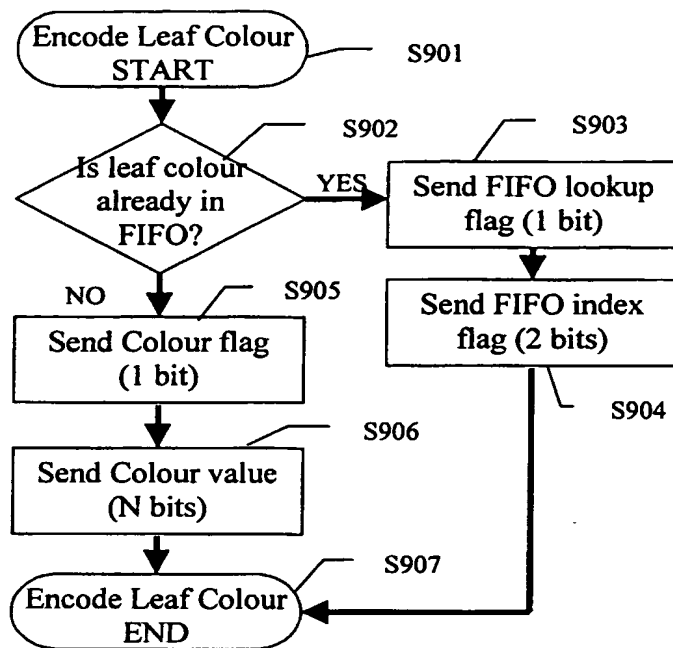 Encode Leaf Colour
START
S901
S902
Is leaf colour
already in
FIFO?
YES
S903
Send FIFO lookup
flag (1 bit)
Send FIFO index
flag (2 bits)
S904
NO
S905
Send Colour flag
(1 bit)
S906
Send Colour value
(N bits)
S907
Encode Leaf Colour
END